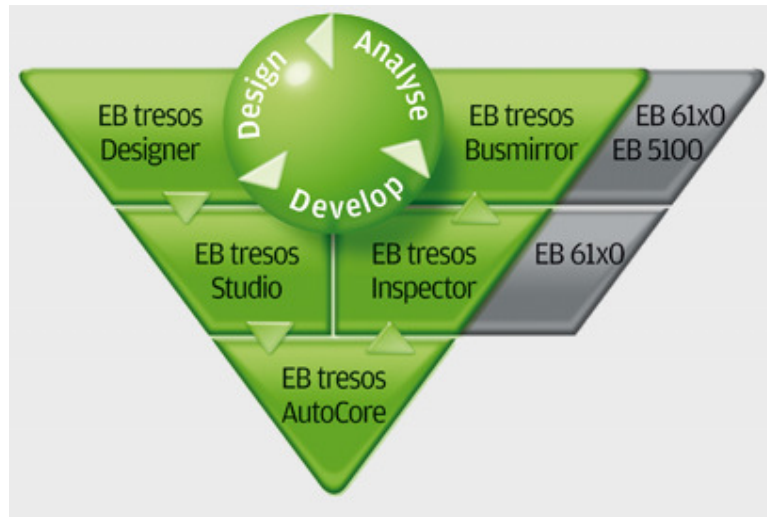 Design
Analyse
Develop
EB tresos
Designer
EB tresos
Busmirror
EB 61x0
EB 5100
EB tresos
Studio
EB tresos
Inspector
EB 61x0
EB tresos
AutoCore